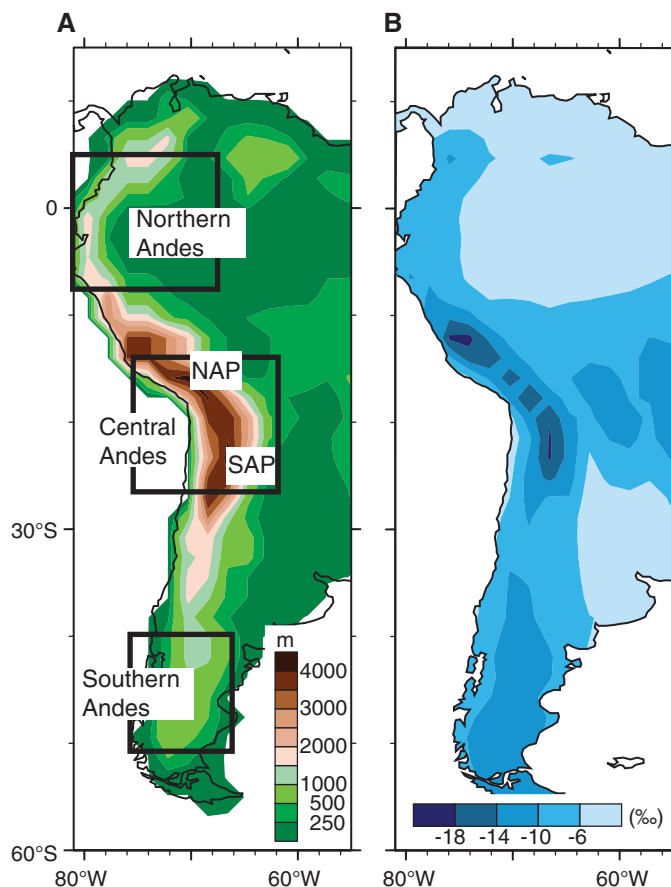 A
B
0
Northern
Andes
NAP
Central
Andes
SAP
30°S
m
4000
3000
2000
1000
500
250
Southern
Andes
60°S
80°W
60°W
-18 -14 -10 -6 (‰)
80°W
60°W